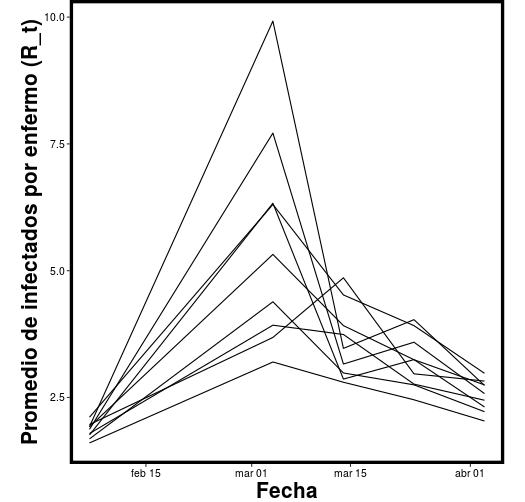 Promedio de infectados por enfermo (R_t)
10.0
7.5
5.0
2.5
feb 15
mar 01
mar 15
abr 01
Fecha